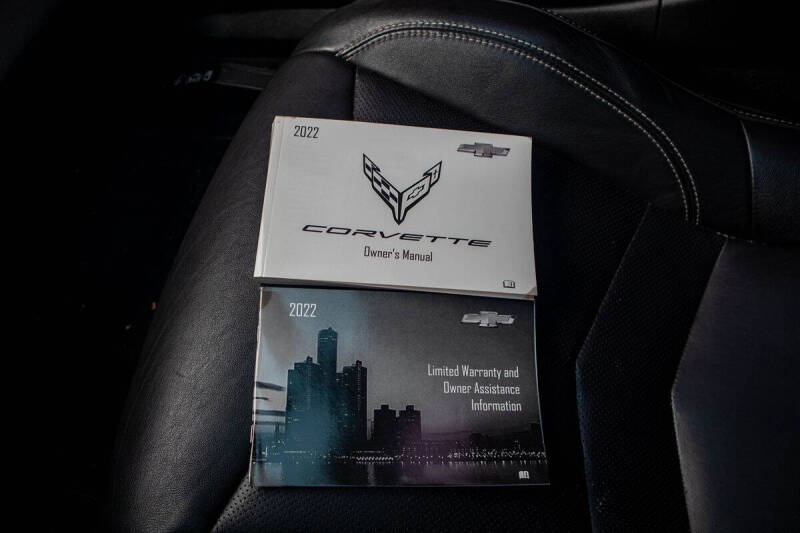 2022
CORVETTE
Owner's Manual
2022
Limited Warranty and
Owner Assistance
Information